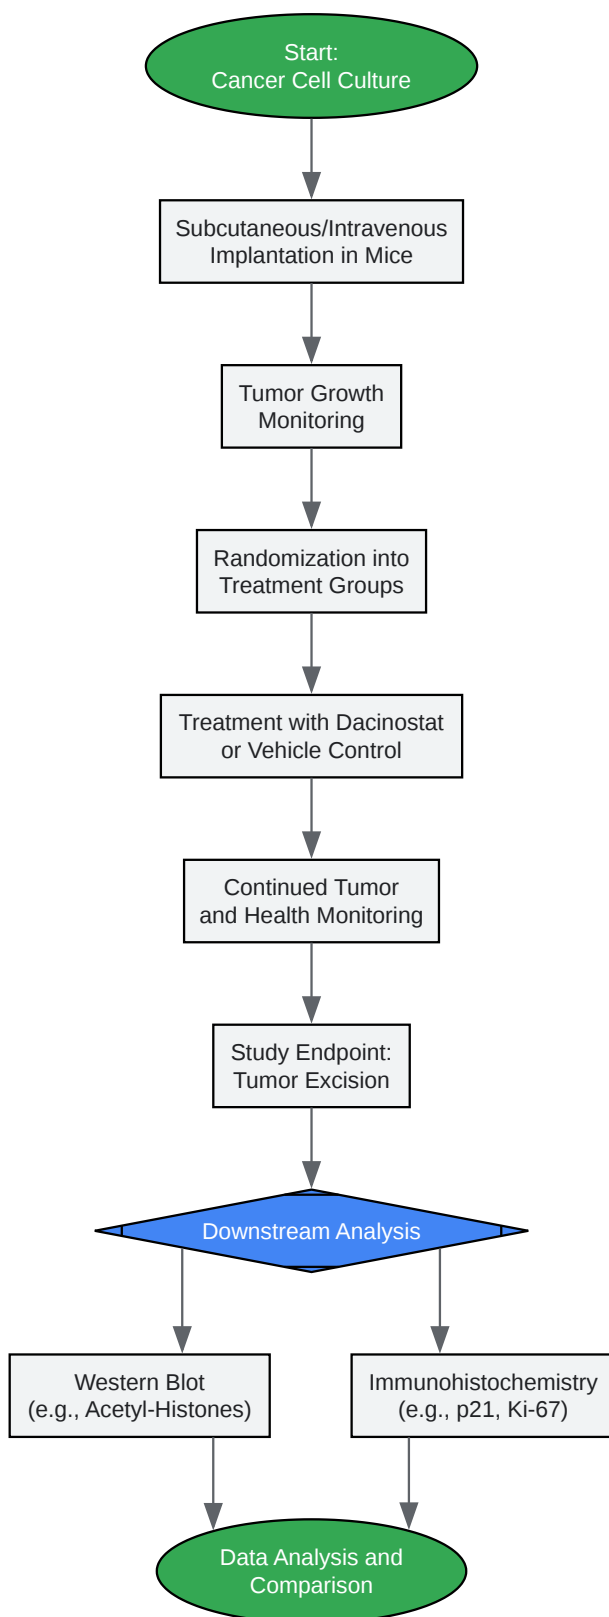 Start:
Cancer Cell Culture
Subcutaneous/Intravenous
Implantation in Mice
Tumor Growth
Monitoring
Randomization into
Treatment Groups
Treatment with Dacinostat
or Vehicle Control
Continued Tumor
and Health Monitoring
Study Endpoint:
Tumor Excision
Downstream Analysis
Western Blot
(e.g., Acetyl-Histones)
Immunohistochemistry
(e.g., p21, Ki-67)
Data Analysis and
Comparison